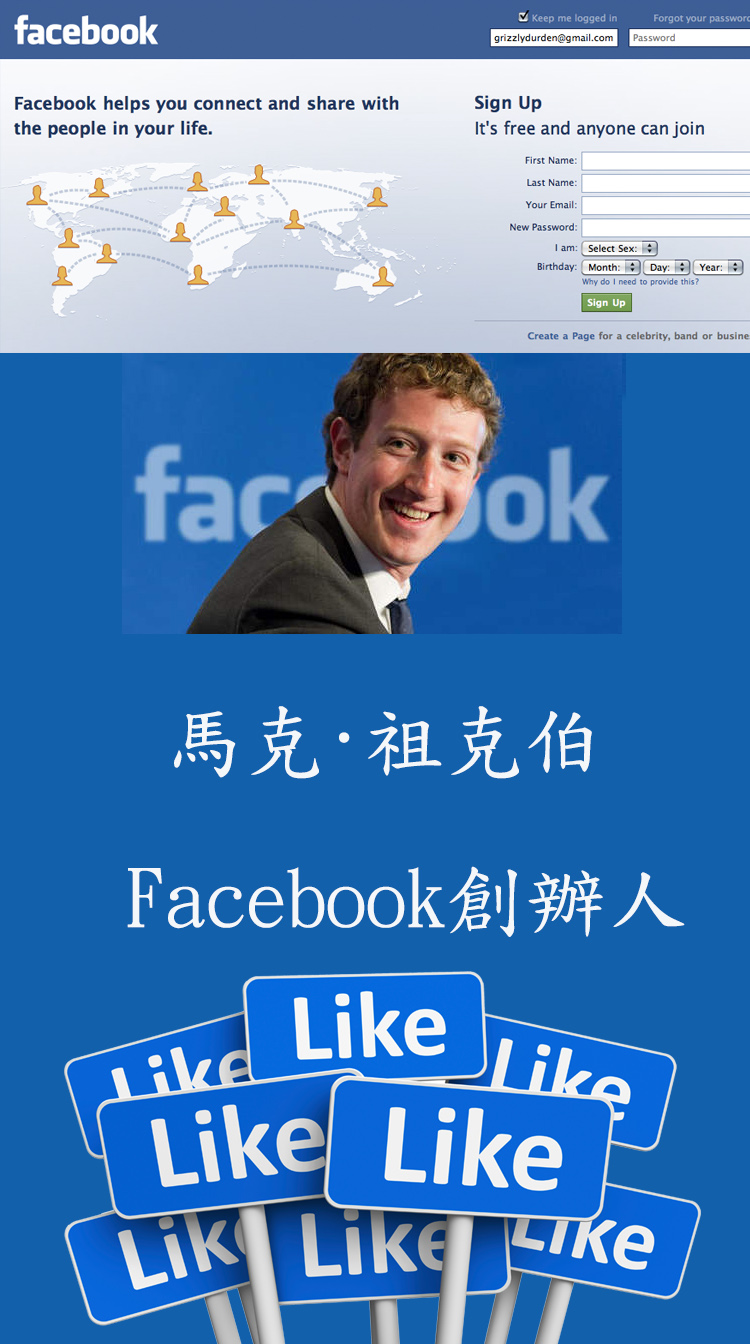 facebook
Keep me logged in
Forgot your password
grizzlydurden@gmail.com
Password
Facebook helps you connect and share with
the people in your life.
Sign Up
It's free and anyone can join
First Name:
Last Name:
Your Email:
New Password:
I am: Select Sex:
Birthday: Month: Day: Year:
Why do I need to provide this?
Sign Up
Create a Page for a celebrity, band or busine
fac book
馬克·祖克伯
Facebook創辦人
Like
Like
Like
Like
Like
Like
Like
Like